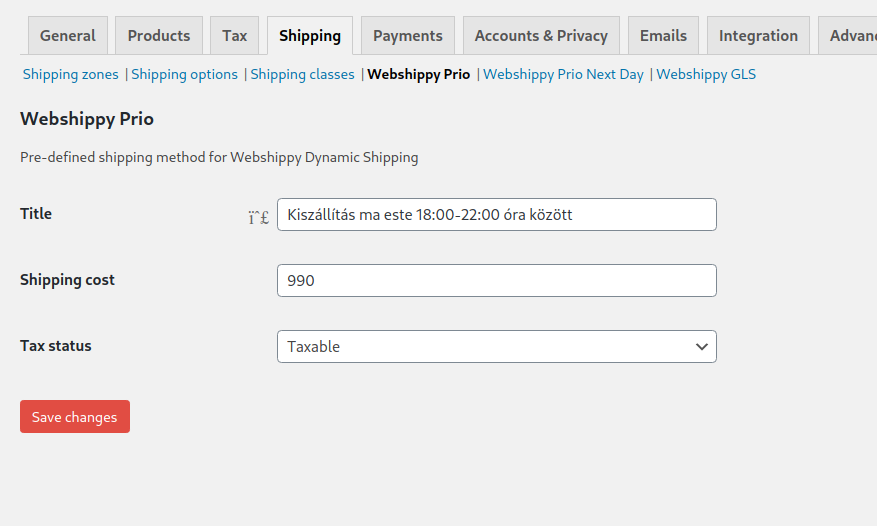 General Products Tax Shipping Payments Accounts & Privacy Emails Integration Advanc
Shipping zones | Shipping options | Shipping classes | Webshippy Prio | Webshippy Prio Next Day | Webshippy GLS
Webshippy Prio
Pre-defined shipping method for Webshippy Dynamic Shipping
Title ïˆ£ Kiszállítás ma este 18:00-22:00 óra között
Shipping cost 990
Tax status Taxable
Save changes